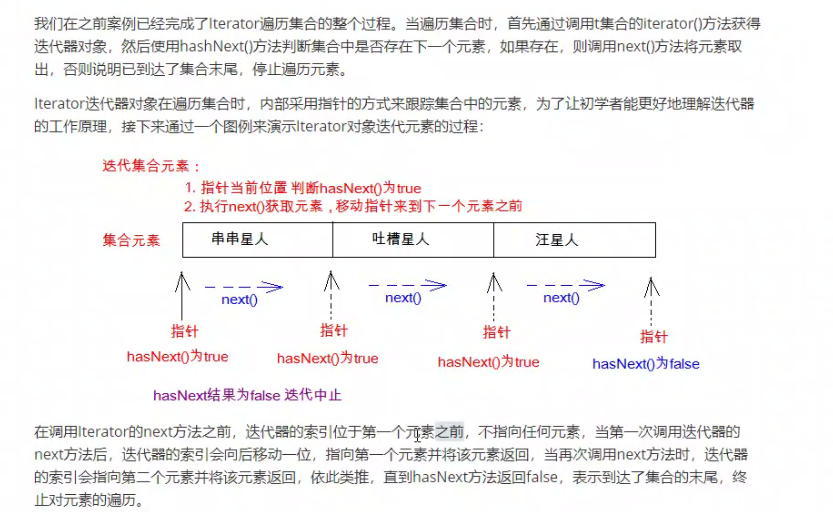 我们在之前案例已经完成了Iterator遍历集合的整个过程。当遍历集合时，首先通过调用t集合的iterator()方法获得
迭代器对象，然后使用hashNext()方法判断集合中是否存在下一个元素，如果存在，则调用next()方法将元素取
出，否则说明已到达了集合末尾，停止遍历元素。
Iterator迭代器对象在遍历集合时，内部采用指针的方式来跟踪集合中的元素，为了让初学者能更好地理解迭代器
的工作原理，接下来通过一个图例来演示Iterator对象迭代元素的过程：
迭代集合元素：
1. 指针当前位置 判断hasNext()为true
2. 执行next()获取元素，移动指针来到下一个元素之前
集合元素 串串星人 吐槽星人 汪星人
next() next() next()
指针 指针 指针 指针
hasNext()为true hasNext()为true hasNext()为true hasNext()为false
hasNext结果为false 迭代中止
在调用Iterator的next方法之前，迭代器的索引位于第一个元素之前，不指向任何元素，当第一次调用迭代器的
next方法后，迭代器的索引会向后移动一位，指向第一个元素并将该元素返回，当再次调用next方法时，迭代器
的索引会指向第二个元素并将该元素返回，依此类推，直到hasNext方法返回false，表示到达了集合的末尾，终
止对元素的遍历。